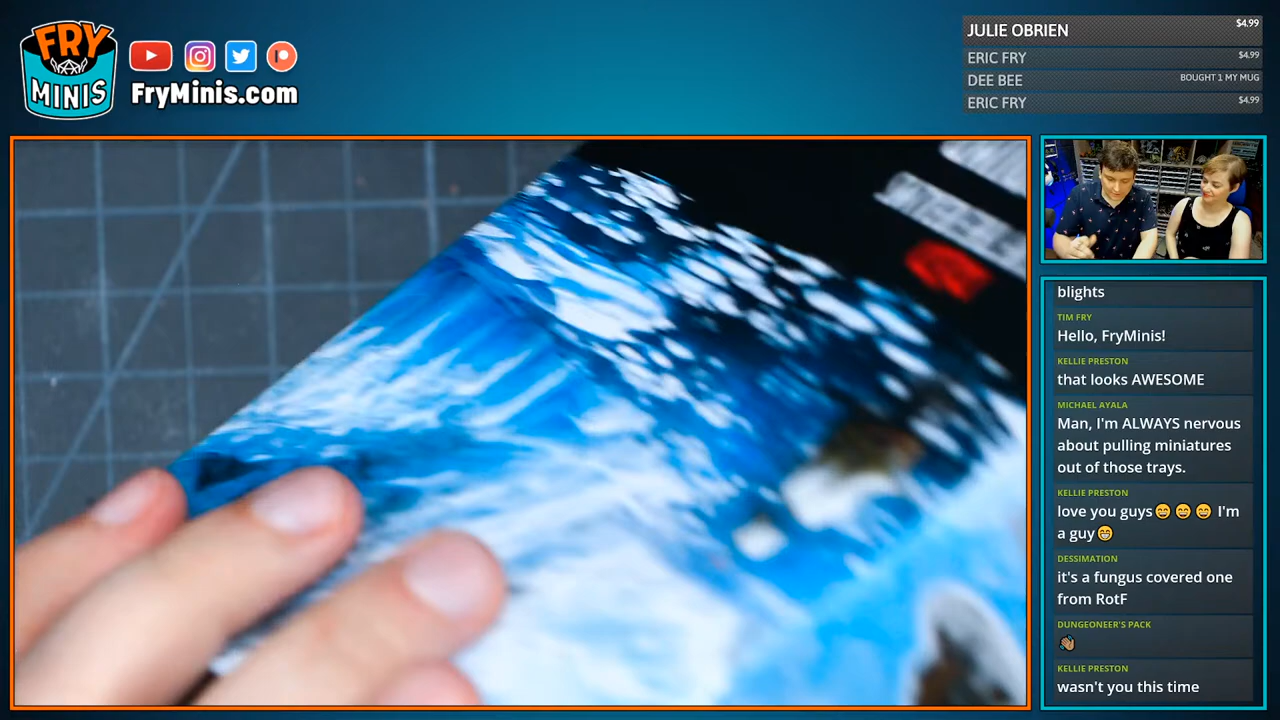 FRY
MINIS
FryMinis.com
JULIE OBRIEN $4.99
ERIC FRY $4.99
DEE BEE BOUGHT 1 MY MUG
ERIC FRY $4.99
blights
TIM FRY
Hello, FryMinis!
KELLIE PRESTON
that looks AWESOME
MICHAEL AYALA
Man, I'm ALWAYS nervous
about pulling miniatures
out of those trays.
KELLIE PRESTON
love you guys😄 😄 😄 I'm
a guy😁
DESSIMATION
it's a fungus covered one
from RotF
DUNGEONEER'S PACK
👏🏽
KELLIE PRESTON
wasn't you this time